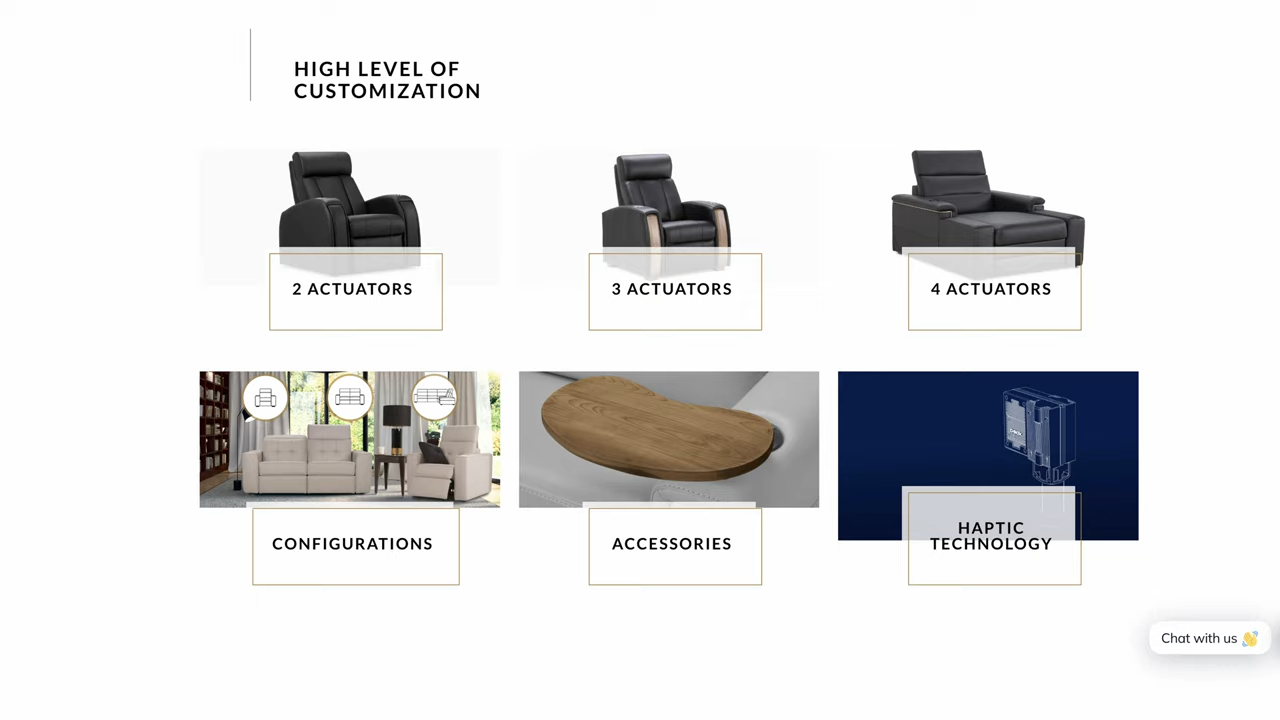 HIGH LEVEL OF
CUSTOMIZATION
2 ACTUATORS
3 ACTUATORS
4 ACTUATORS
CONFIGURATIONS
ACCESSORIES
HAPTIC
TECHNOLOGY
Chat with us 👋